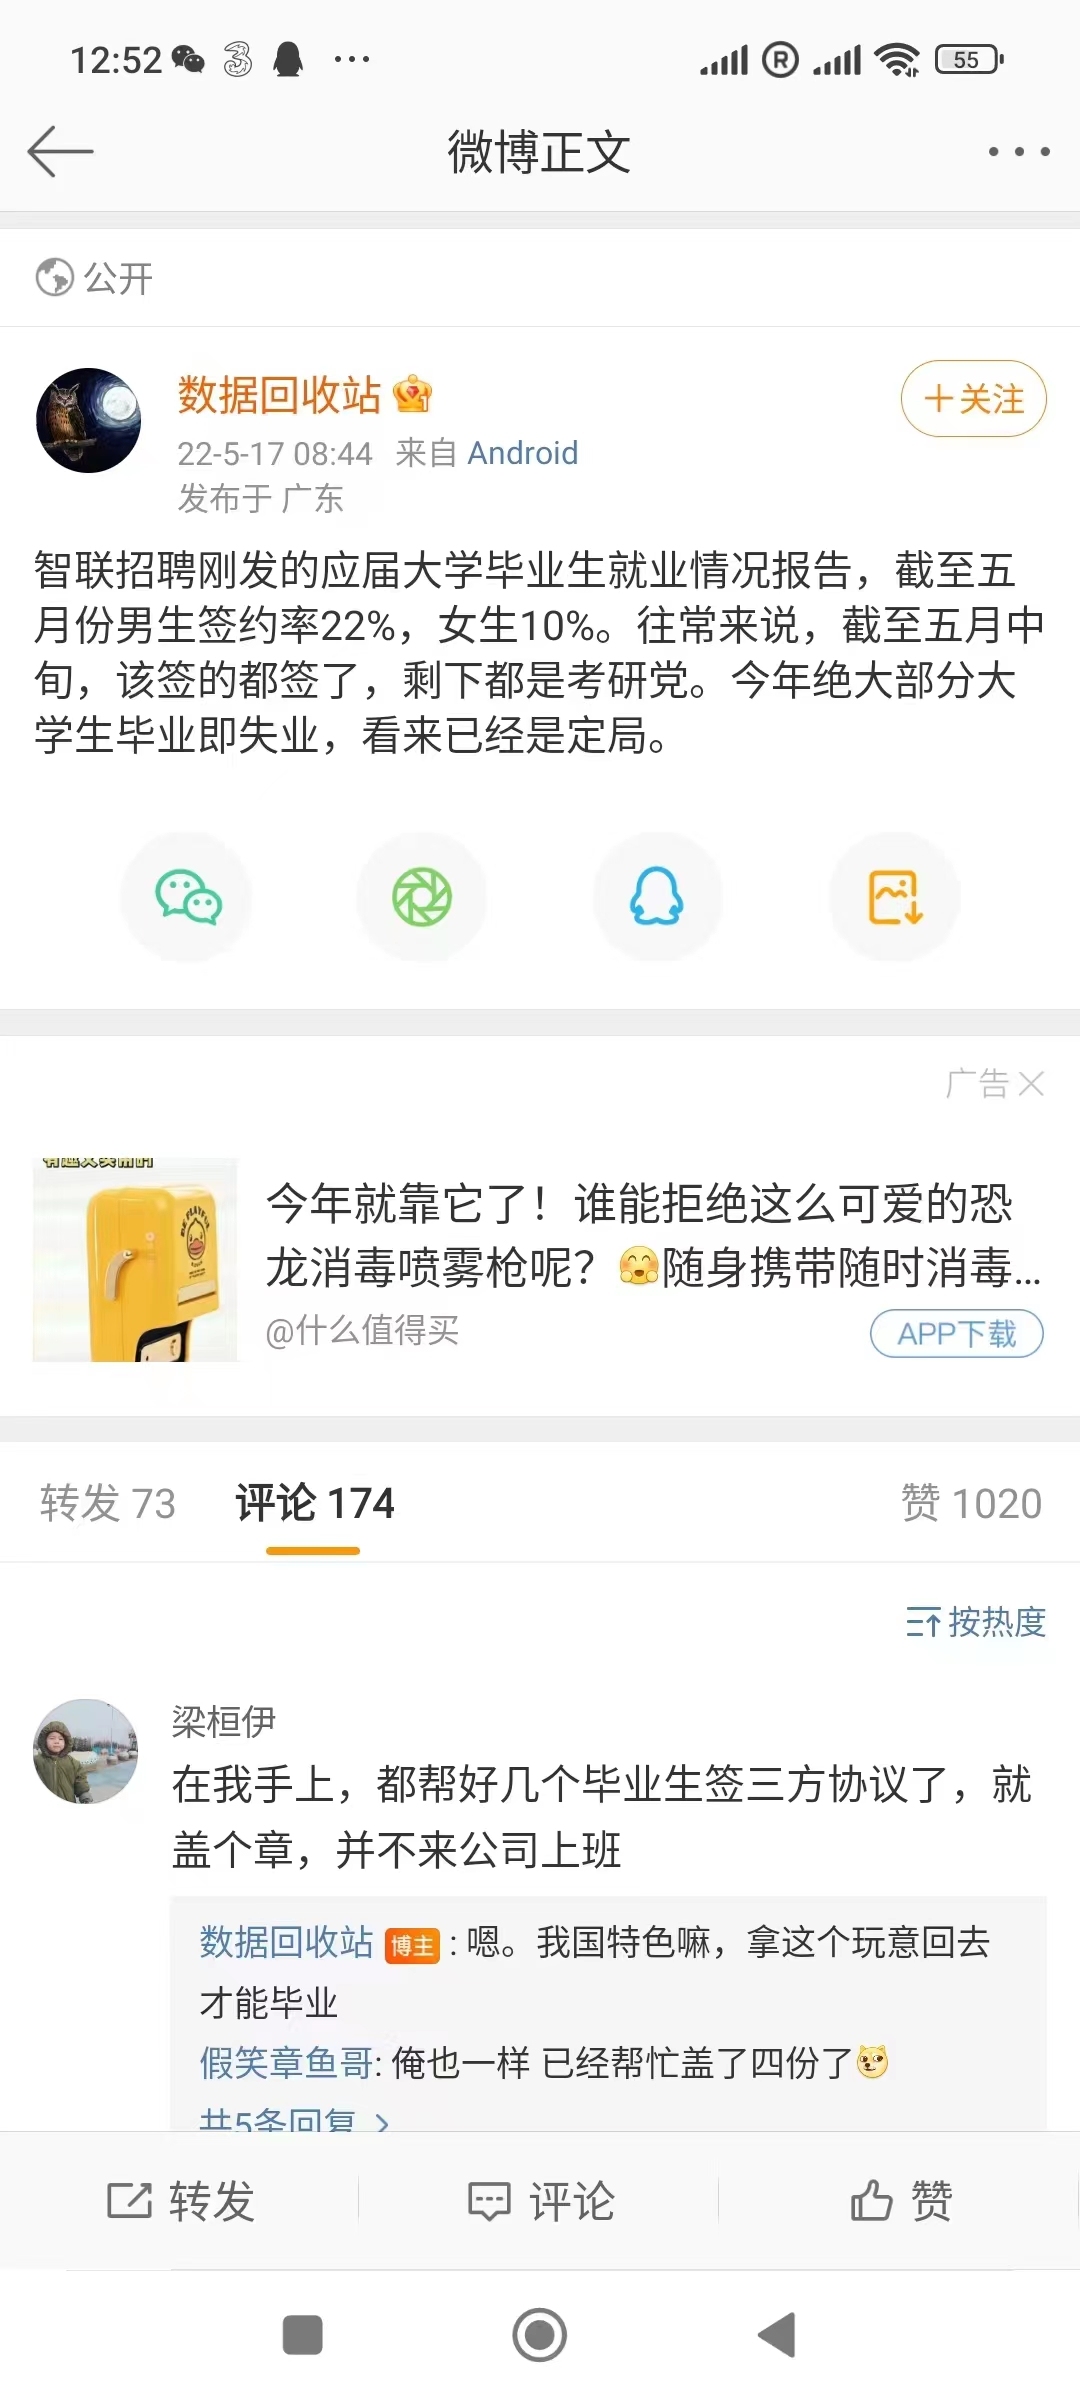 12:52
55
微博正文
公开
数据回收站
22-5-17 08:44 来自 Android
发布于 广东
+关注
智联招聘刚发的应届大学毕业生就业情况报告，截至五
月份男生签约率22%，女生10%。往常来说，截至五月中
旬，该签的都签了，剩下都是考研党。今年绝大部分大
学生毕业即失业，看来已经是定局。
广告
今年就靠它了！谁能拒绝这么可爱的恐
龙消毒喷雾枪呢？🤗随身携带随时消毒...
@什么值得买
APP下载
转发 73 评论 174 赞 1020
按热度
梁桓伊
在我手上，都帮好几个毕业生签三方协议了，就
盖个章，并不来公司上班
数据回收站 博主 : 嗯。我国特色嘛，拿这个玩意回去
才能毕业
假笑章鱼哥: 俺也一样 已经帮忙盖了四份了
共5条回复
转发 评论 赞